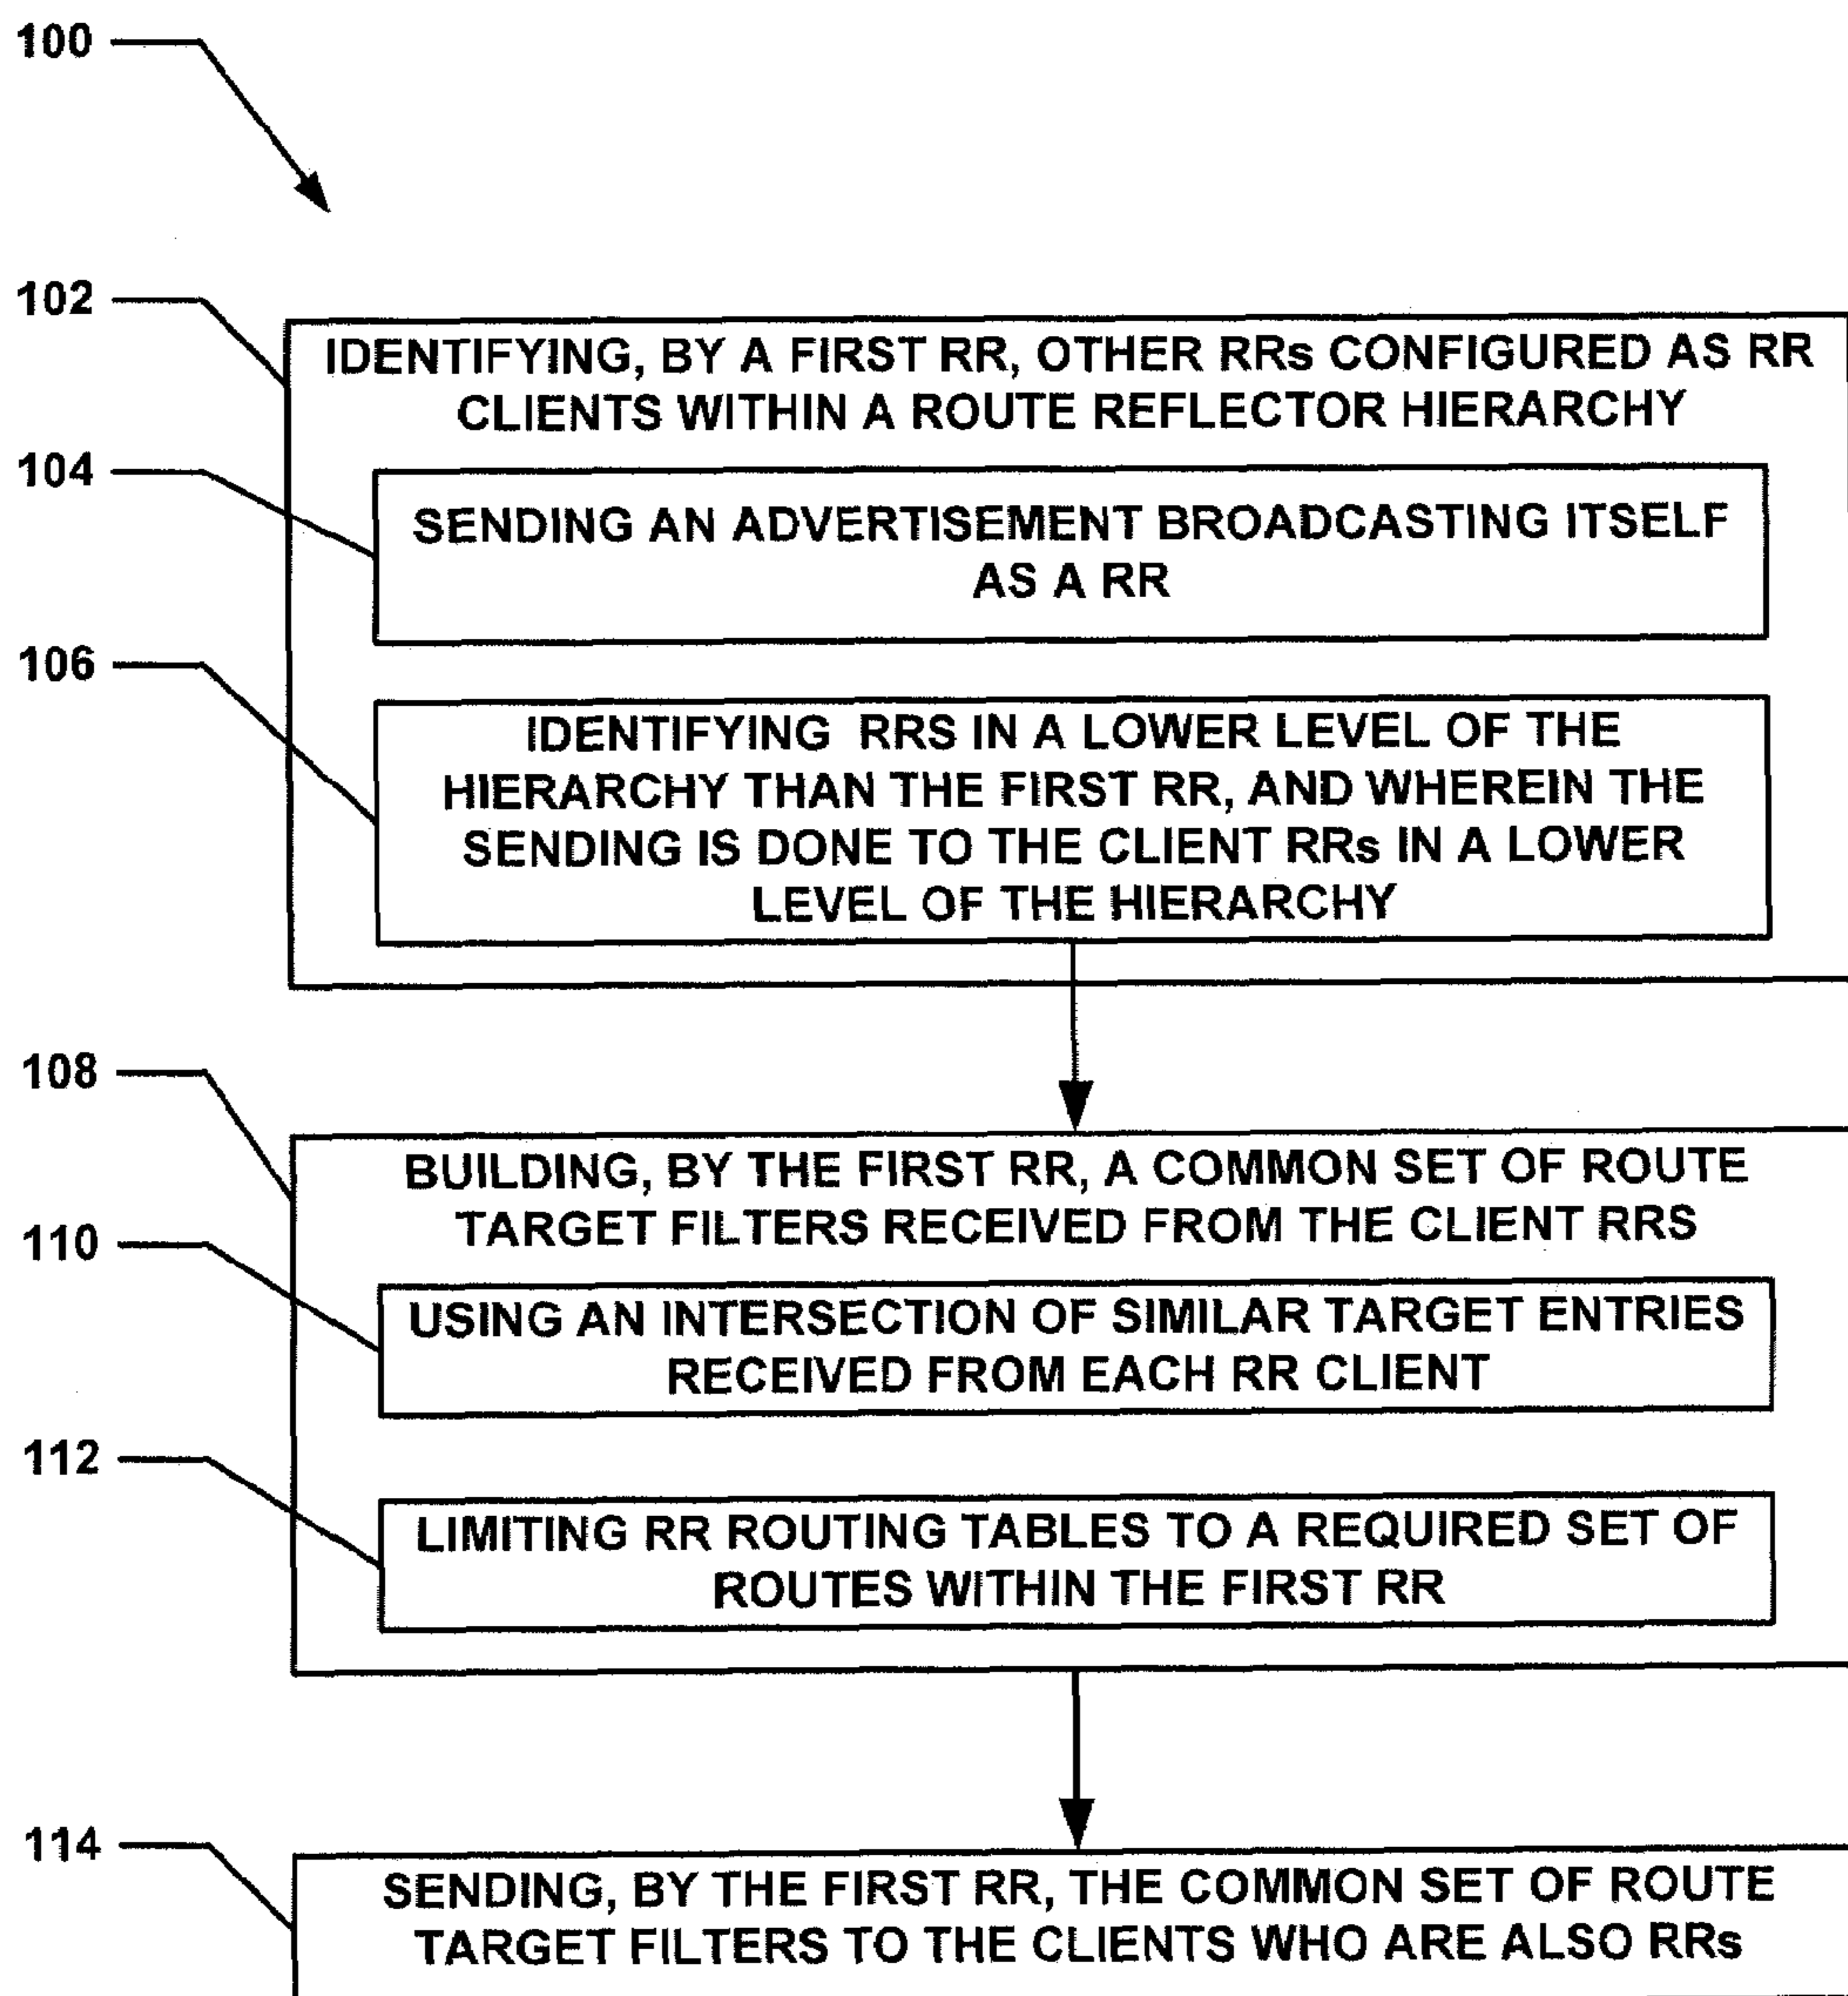 100
102
IDENTIFYING, BY A FIRST RR, OTHER RRs CONFIGURED AS RR
CLIENTS WITHIN A ROUTE REFLECTOR HIERARCHY
104
SENDING AN ADVERTISEMENT BROADCASTING ITSELF
AS A RR
106
IDENTIFYING RRS IN A LOWER LEVEL OF THE
HIERARCHY THAN THE FIRST RR, AND WHEREIN THE
SENDING IS DONE TO THE CLIENT RRs IN A LOWER
LEVEL OF THE HIERARCHY
108
BUILDING, BY THE FIRST RR, A COMMON SET OF ROUTE
TARGET FILTERS RECEIVED FROM THE CLIENT RRS
110
USING AN INTERSECTION OF SIMILAR TARGET ENTRIES
RECEIVED FROM EACH RR CLIENT
112
LIMITING RR ROUTING TABLES TO A REQUIRED SET OF
ROUTES WITHIN THE FIRST RR
114
SENDING, BY THE FIRST RR, THE COMMON SET OF ROUTE
TARGET FILTERS TO THE CLIENTS WHO ARE ALSO RRs